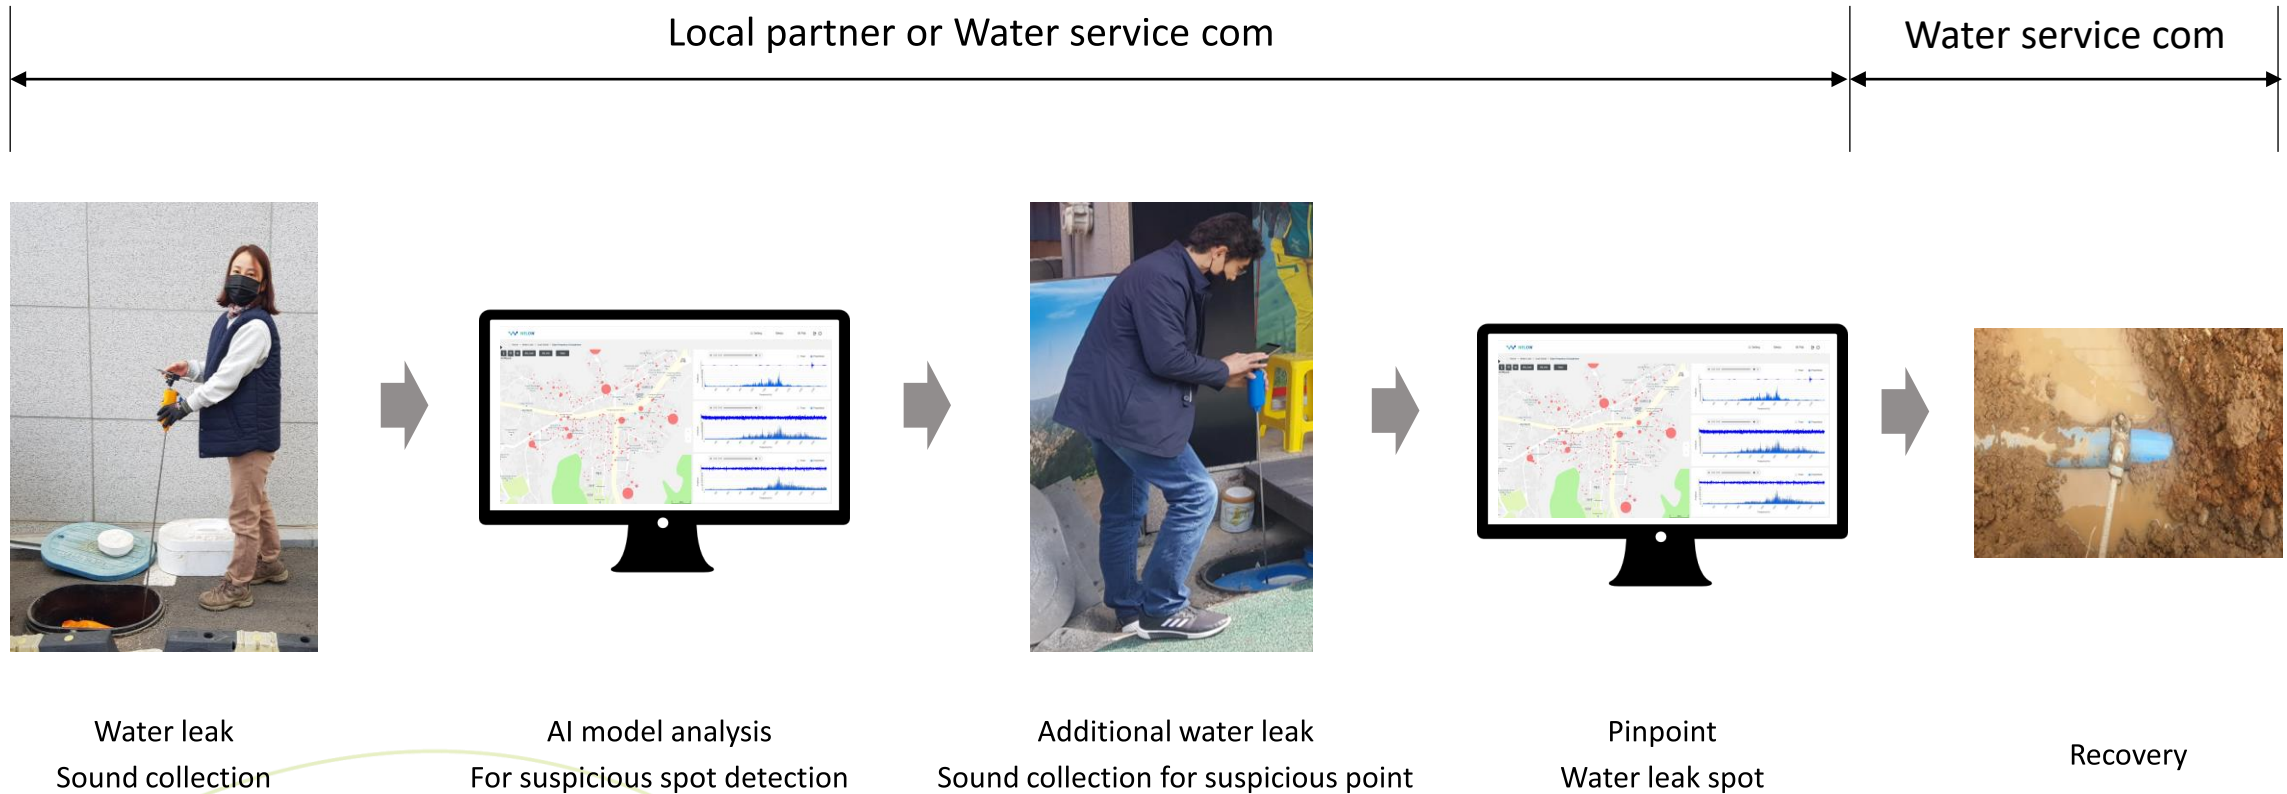 Local partner or Water service com
Water service com
Water leak
Sound collection
AI model analysis
For suspicious spot detection
Additional water leak
Sound collection for suspicious point
Pinpoint
Water leak spot
Recovery